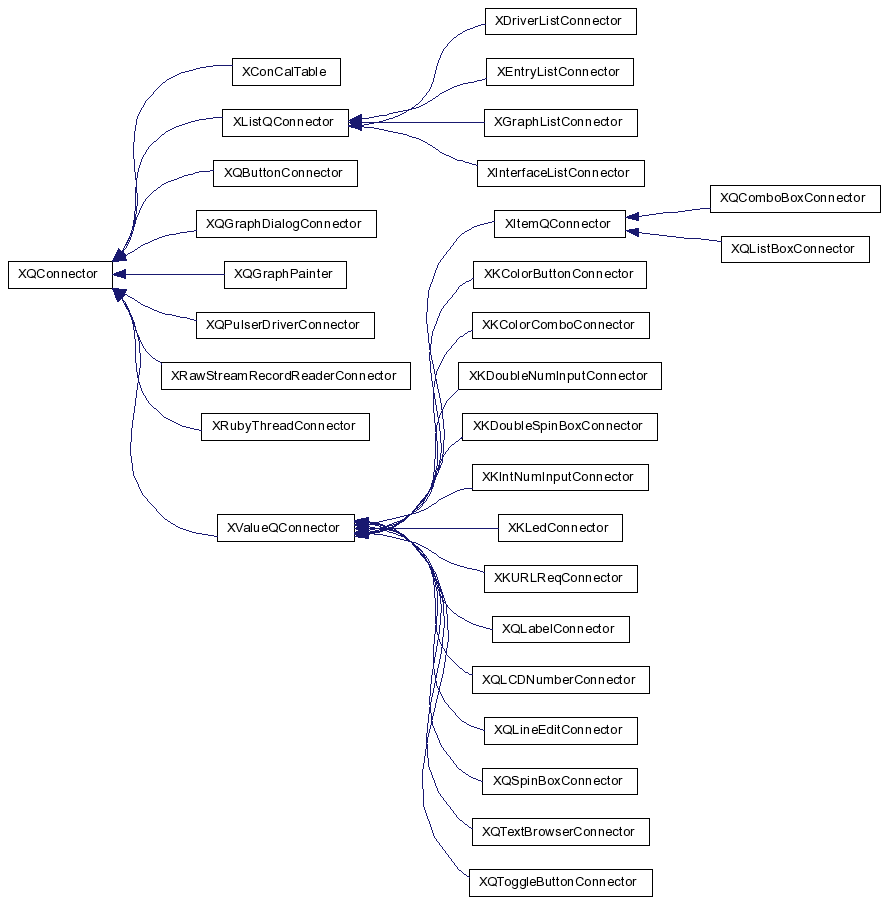 XDriverListConnector
XConCalTable
XEntryListConnector
XListQConnector
XGraphListConnector
XQButtonConnector
XInterfaceListConnector
XQComboBoxConnector
XQGraphDialogConnector
XItemQConnector
XQListBoxConnector
XQConnector
XQGraphPainter
XKColorButtonConnector
XQPulserDriverConnector
XKColorComboConnector
XRawStreamRecordReaderConnector
XKDoubleNumInputConnector
XRubyThreadConnector
XKDoubleSpinBoxConnector
XKIntNumInputConnector
XValueQConnector
XKLedConnector
XKURLReqConnector
XQLabelConnector
XQLCDNumberConnector
XQLineEditConnector
XQSpinBoxConnector
XQTextBrowserConnector
XQToggleButtonConnector